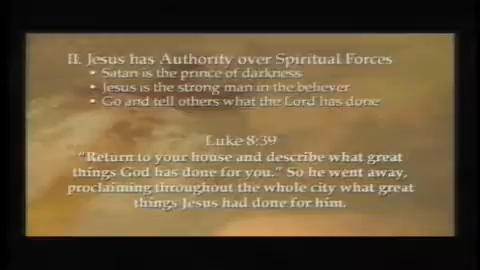 II. Jesus has Authority over Spiritual Forces
• Satan is the prince of darkness
• Jesus is the strong man in the believer
• Go and tell others what the Lord has done
Luke 8:39
"Return to your house and describe what great
things God has done for you." So he went away,
proclaiming throughout the whole city what great
things Jesus had done for him.